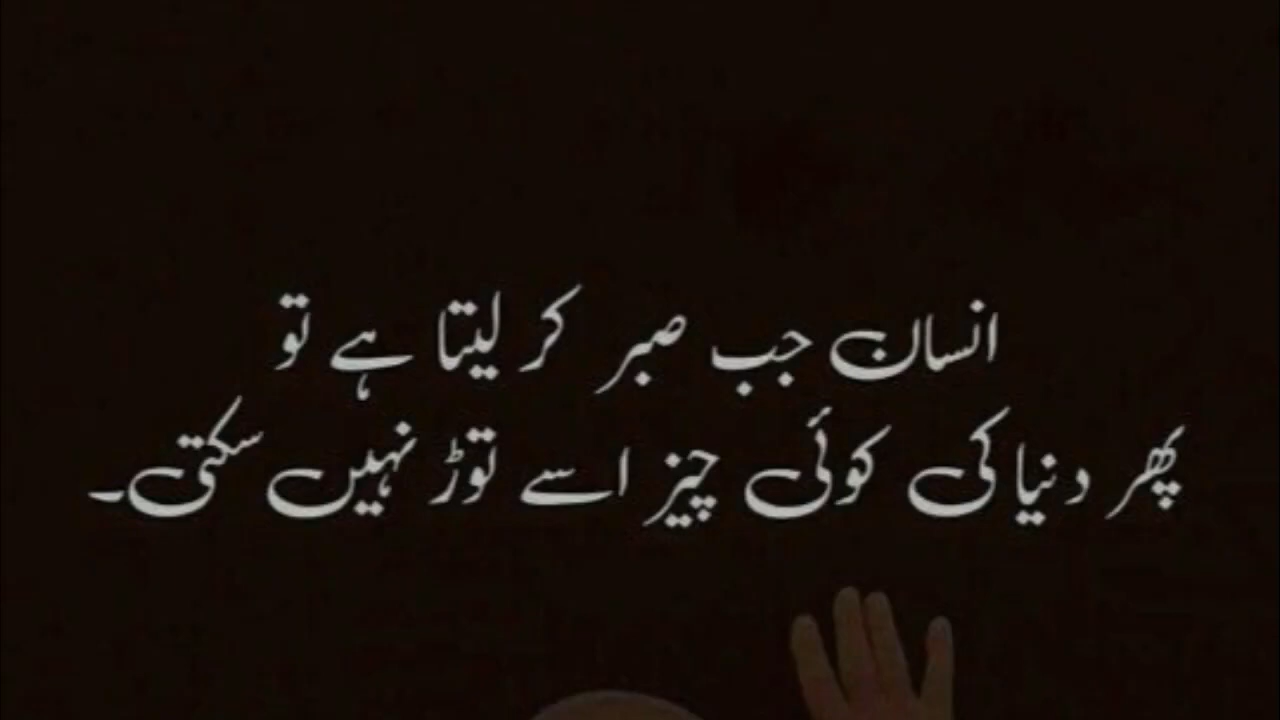 انسان جب صبر کر لیتا ہے تو
پھر دنیا کی کوئی چیز اسے توڑ نہیں سکتی۔